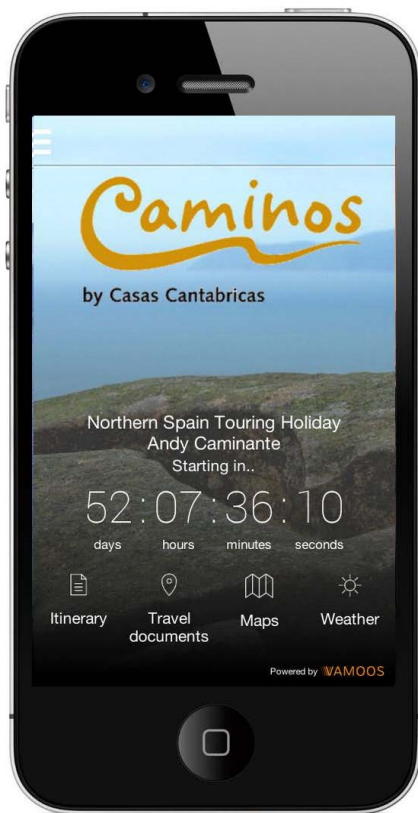 Caminos
by Casas Cantabricas
Northern Spain Touring Holiday
Andy Caminante
Starting in..
52:07:36:10
days hours minutes seconds
Itinerary Travel documents Maps Weather
Powered by VAMOOS